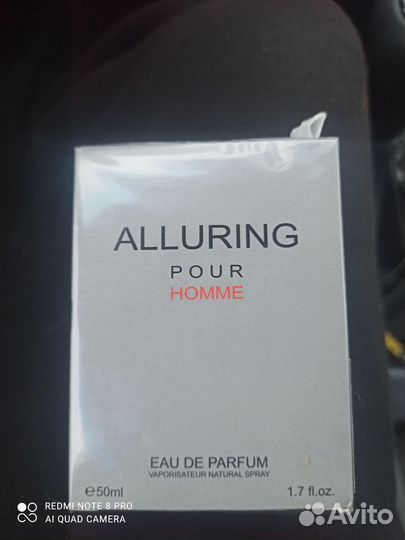 ALLURING
POUR
HOMME
EAU DE PARFUM
VAPORISATEUR NATURAL SPRAY
℮50ml 1.7 fl.oz.
REDMI NOTE 8 PRO
AI QUAD CAMERA
Avito